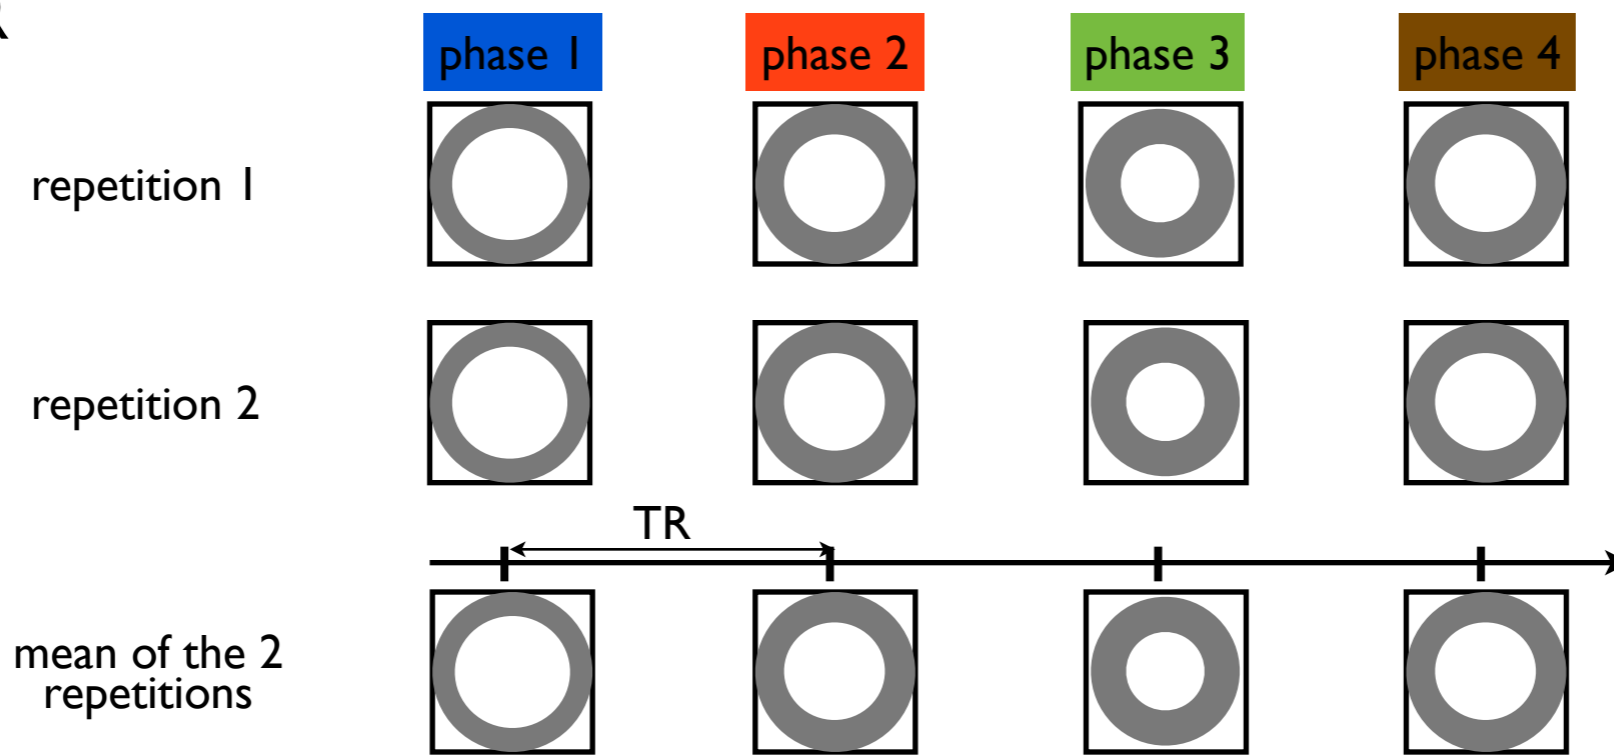 R
phase 1
phase 2
phase 3
phase 4
repetition 1
repetition 2
TR
mean of the 2
repetitions